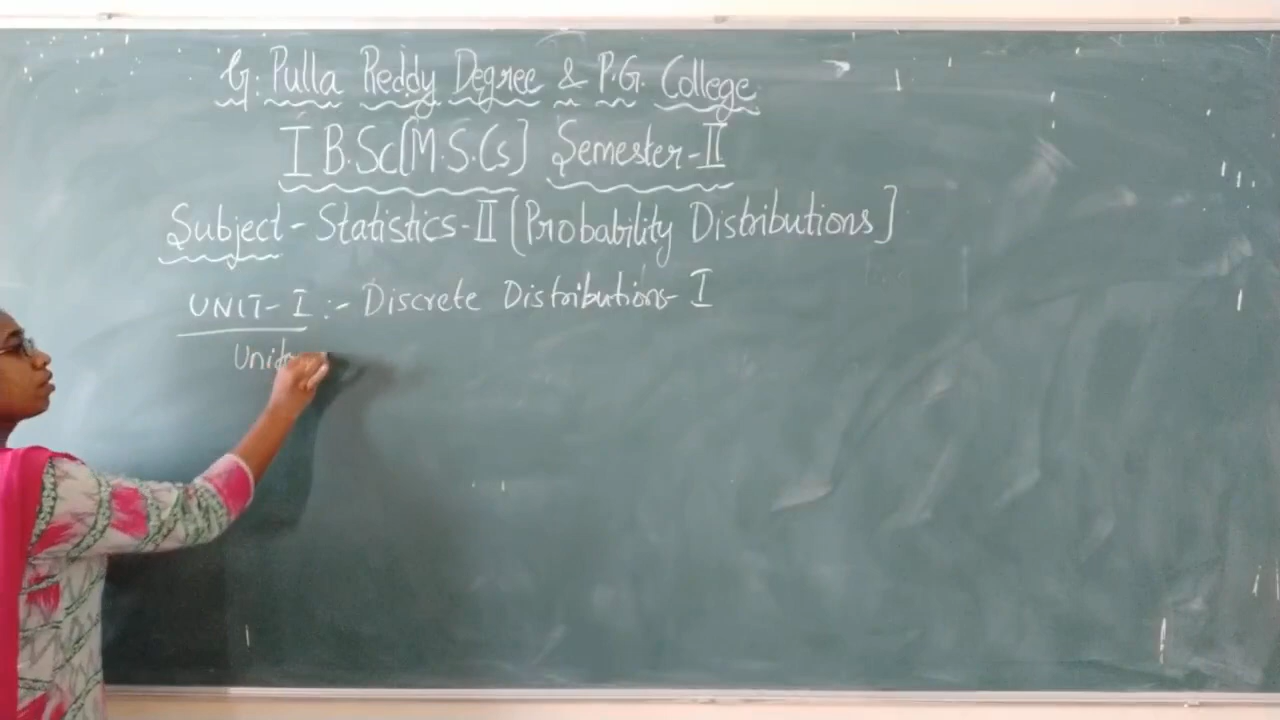 G. Pulla Reddy Degree & P.G. College
I B.Sc(M.S.Cs] Semester-II
Subject - Statistics-II [Probability Distributions]
UNIT-I :- Discrete Distributions- I